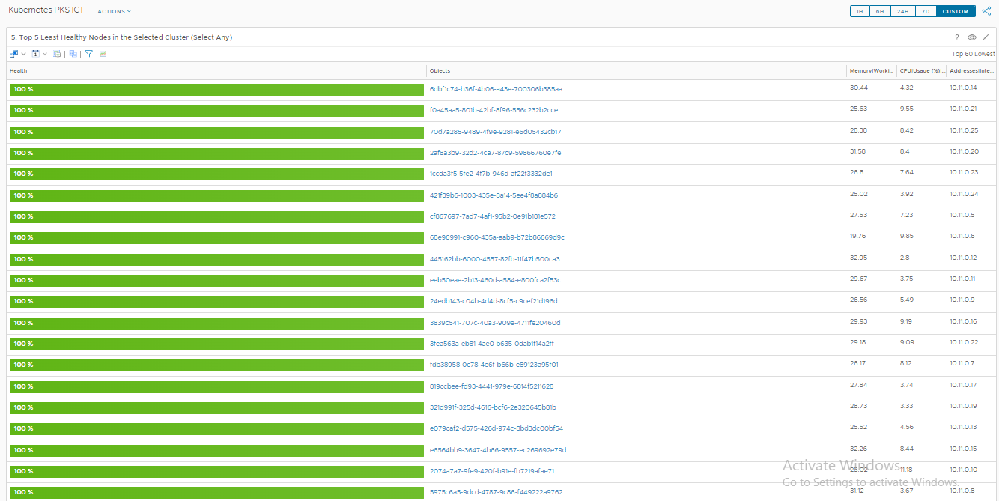 Kubernetes PKS ICT ACTIONS 1H 6H 24H 7D CUSTOM
5. Top 5 Least Healthy Nodes in the Selected Cluster (Select Any) ?
1 Top 60 Lowest
Health Objects Memory|Worki... CPU|Usage (%)|... Addresses|Inte...
100 % 6dbf1c74-b36f-4b06-a43e-700306b385aa 30.44 4.32 10.11.0.14
100 % f0a45aa5-801b-42bf-8f96-556c232b2cce 25.63 9.55 10.11.0.21
100 % 70d7a285-9489-4f9e-9281-e6d05432cb17 28.38 8.42 10.11.0.25
100 % 2af8a3b9-32d2-4ca7-87c9-59866760e7fe 31.58 8.4 10.11.0.20
100 % 1ccda3f5-5fe2-4f7b-946d-af22f3332de1 26.8 7.64 10.11.0.23
100 % 421f39b6-1003-435e-8a14-5ee4f8a884b6 25.02 3.92 10.11.0.24
100 % cf867697-7ad7-4af1-95b2-0e91b181e572 27.53 7.23 10.11.0.5
100 % 68e96991-c960-435a-aab9-b72b86669d9c 19.76 9.85 10.11.0.6
100 % 445162bb-6000-4557-82fb-11f47b500ca3 32.95 2.8 10.11.0.12
100 % eeb50eae-2b13-460d-a584-e800fca2f53c 29.67 3.75 10.11.0.11
100 % 24edb143-c04b-4d4d-8cf5-c9cef21d196d 26.56 5.49 10.11.0.9
100 % 3839c541-707c-40a3-909e-4711fe20460d 29.93 9.19 10.11.0.16
100 % 3fea563a-eb81-4ae0-b635-0dab1f14a2ff 29.18 9.09 10.11.0.22
100 % fdb38958-0c78-4e6f-b66b-e89123a95f01 26.17 8.12 10.11.0.7
100 % 819ccbee-fd93-4441-979e-6814f5211628 27.84 3.74 10.11.0.17
100 % 321d991f-325d-4616-bcf6-2e320645b81b 28.73 3.33 10.11.0.19
100 % e079caf2-d575-426d-974c-8bd3dc00bf54 25.52 4.56 10.11.0.13
100 % e6564bb9-3647-4b66-9557-ec269692e79d 32.26 8.44 10.11.0.15
100 % 2074a7a7-9fe9-420f-b91e-fb7219afae71 28.02 11.18 10.11.0.10
Activate Windows
Go to Settings to activate Windows.
100 % 5975c6a5-9dcd-4787-9c86-f449222a9762 31.12 3.67 10.11.0.8